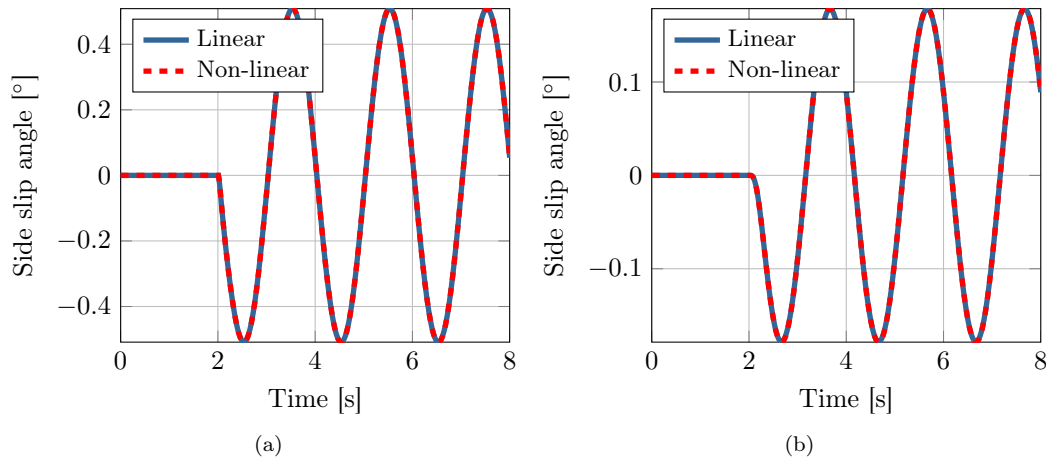 Linear
Non-linear
0.4
0.2
0
−0.2
−0.4
Side slip angle [°]
0 2 4 6 8
Time [s]
(a)
Linear
Non-linear
0.1
0
−0.1
Side slip angle [°]
0 2 4 6 8
Time [s]
(b)